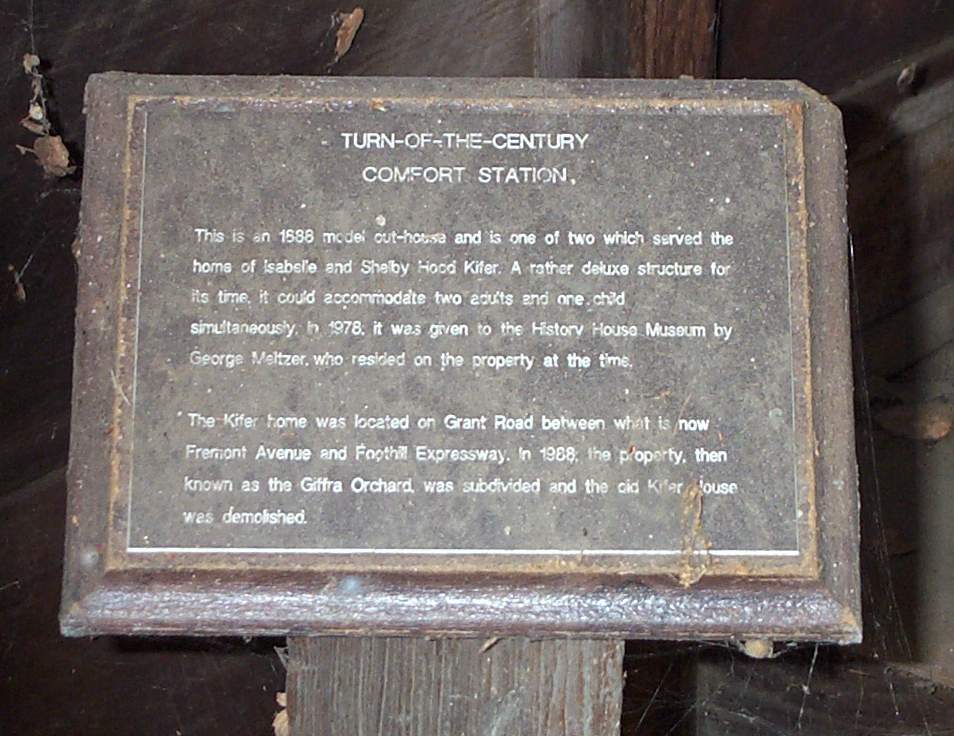 TURN-OF-THE-CENTURY
COMFORT STATION.
This is an 1888 model out-house and is one of two which served the
home of Isabelle and Shelby Hood Kifer. A rather deluxe structure for
its time, it could accommodate two adults and one child
simultaneously. In 1978, it was given to the History House Museum by
George Meltzer, who resided on the property at the time.
The Kifer home was located on Grant Road between what is now
Fremont Avenue and Foothill Expressway. In 1988, the property, then
known as the Giffra Orchard, was subdivided and the old Kifer House
was demolished.